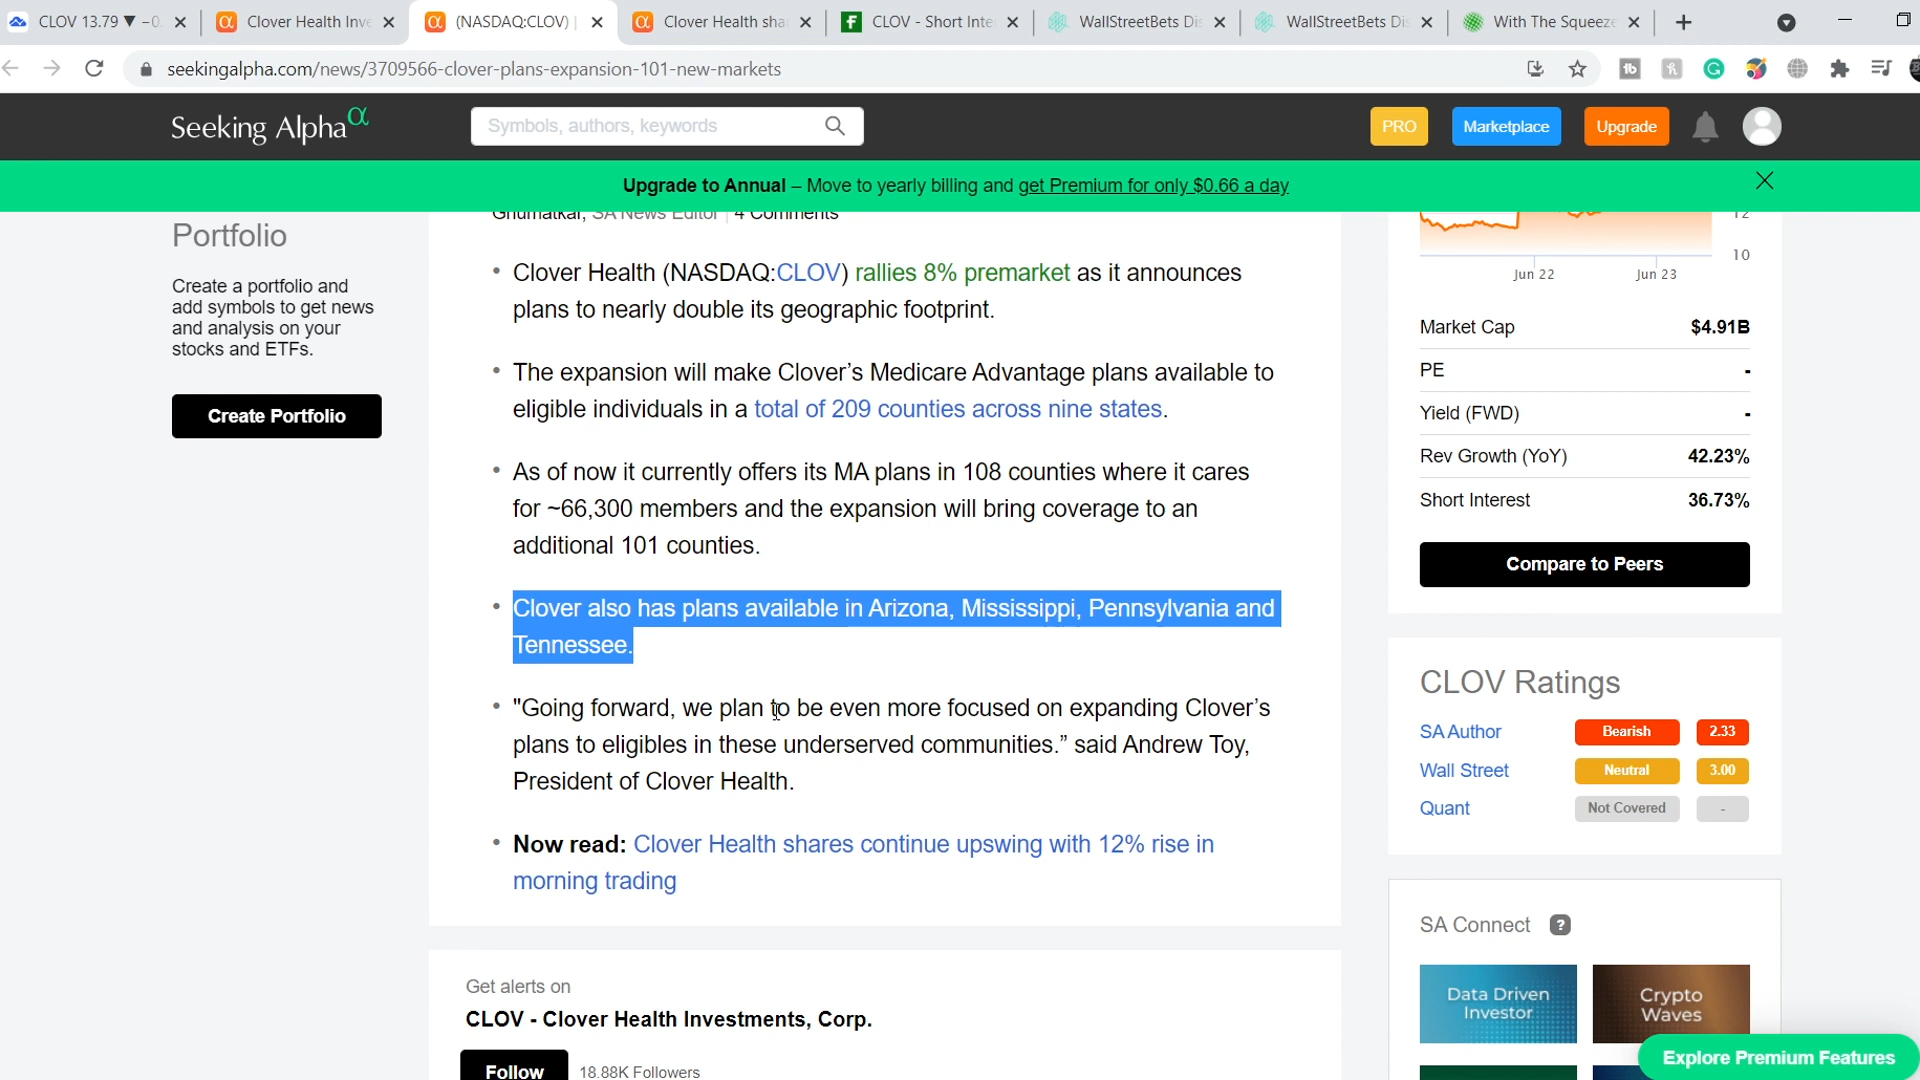 CLOV 13.79 ▼ −0.
Clover Health Inve
(NASDAQ:CLOV) |
Clover Health sha
CLOV - Short Inte
WallStreetBets Dis
WallStreetBets Dis
With The Squeeze
seekingalpha.com/news/3709566-clover-plans-expansion-101-new-markets
Seeking Alpha α
Symbols, authors, keywords
PRO
Marketplace
Upgrade
Upgrade to Annual – Move to yearly billing and get Premium for only $0.66 a day
Portfolio
Create a portfolio and
add symbols to get news
and analysis on your
stocks and ETFs.
Create Portfolio
Ghumatkar, SA News Editor | 4 Comments
• Clover Health (NASDAQ:CLOV) rallies 8% premarket as it announces
plans to nearly double its geographic footprint.
• The expansion will make Clover’s Medicare Advantage plans available to
eligible individuals in a total of 209 counties across nine states.
• As of now it currently offers its MA plans in 108 counties where it cares
for ~66,300 members and the expansion will bring coverage to an
additional 101 counties.
• Clover also has plans available in Arizona, Mississippi, Pennsylvania and
Tennessee.
• "Going forward, we plan to be even more focused on expanding Clover’s
plans to eligibles in these underserved communities.” said Andrew Toy,
President of Clover Health.
• Now read: Clover Health shares continue upswing with 12% rise in
morning trading
Get alerts on
CLOV - Clover Health Investments, Corp.
Follow
18.88K Followers
12
10
Jun 22
Jun 23
Market Cap $4.91B
PE -
Yield (FWD) -
Rev Growth (YoY) 42.23%
Short Interest 36.73%
Compare to Peers
CLOV Ratings
SA Author Bearish 2.33
Wall Street Neutral 3.00
Quant Not Covered -
SA Connect ?
Data Driven
Investor
Crypto
Waves
Explore Premium Features